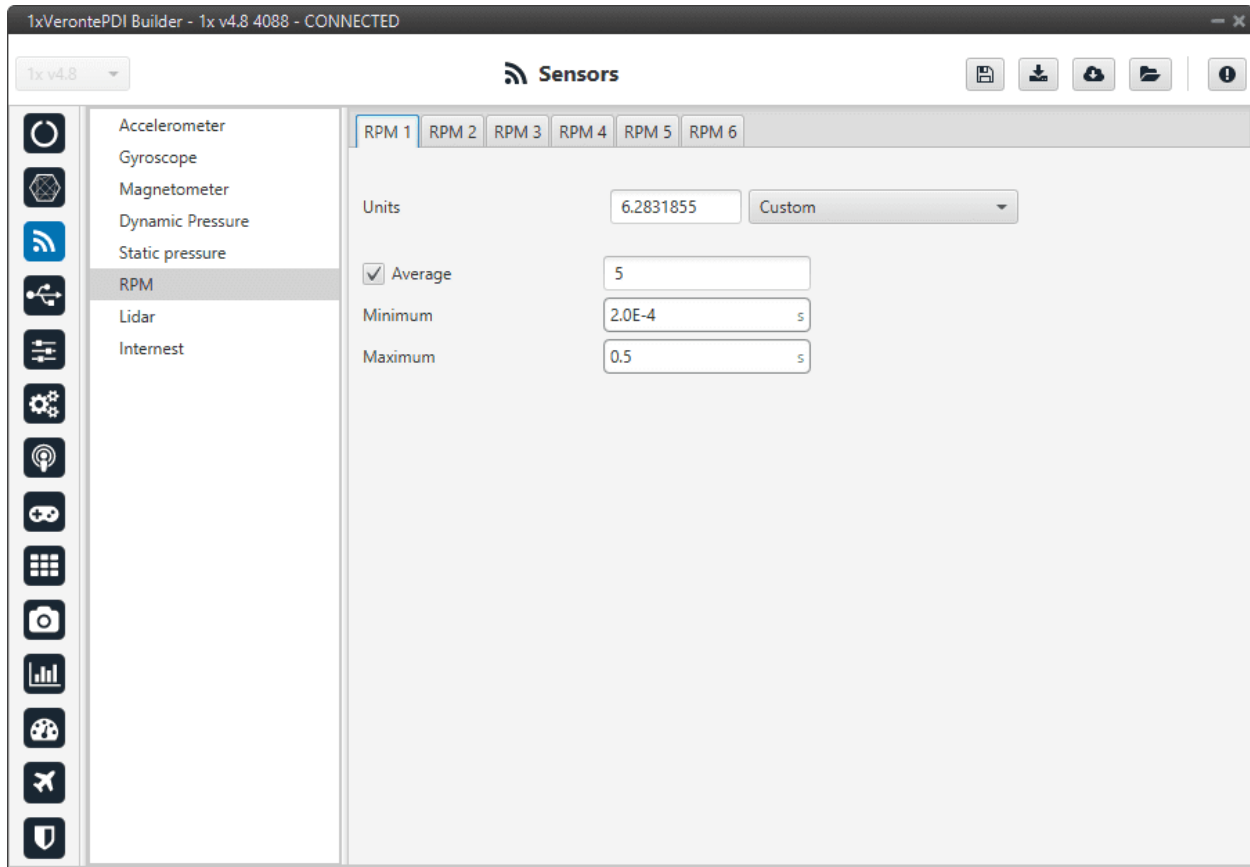 1xVerontePDI Builder - 1x v4.8 4088 - CONNECTED
1x v4.8
Sensors
Accelerometer
Gyroscope
Magnetometer
Dynamic Pressure
Static pressure
RPM
Lidar
Internest
RPM 1 RPM 2 RPM 3 RPM 4 RPM 5 RPM 6
Units 6.2831855 Custom
Average 5
Minimum 2.0E-4 s
Maximum 0.5 s